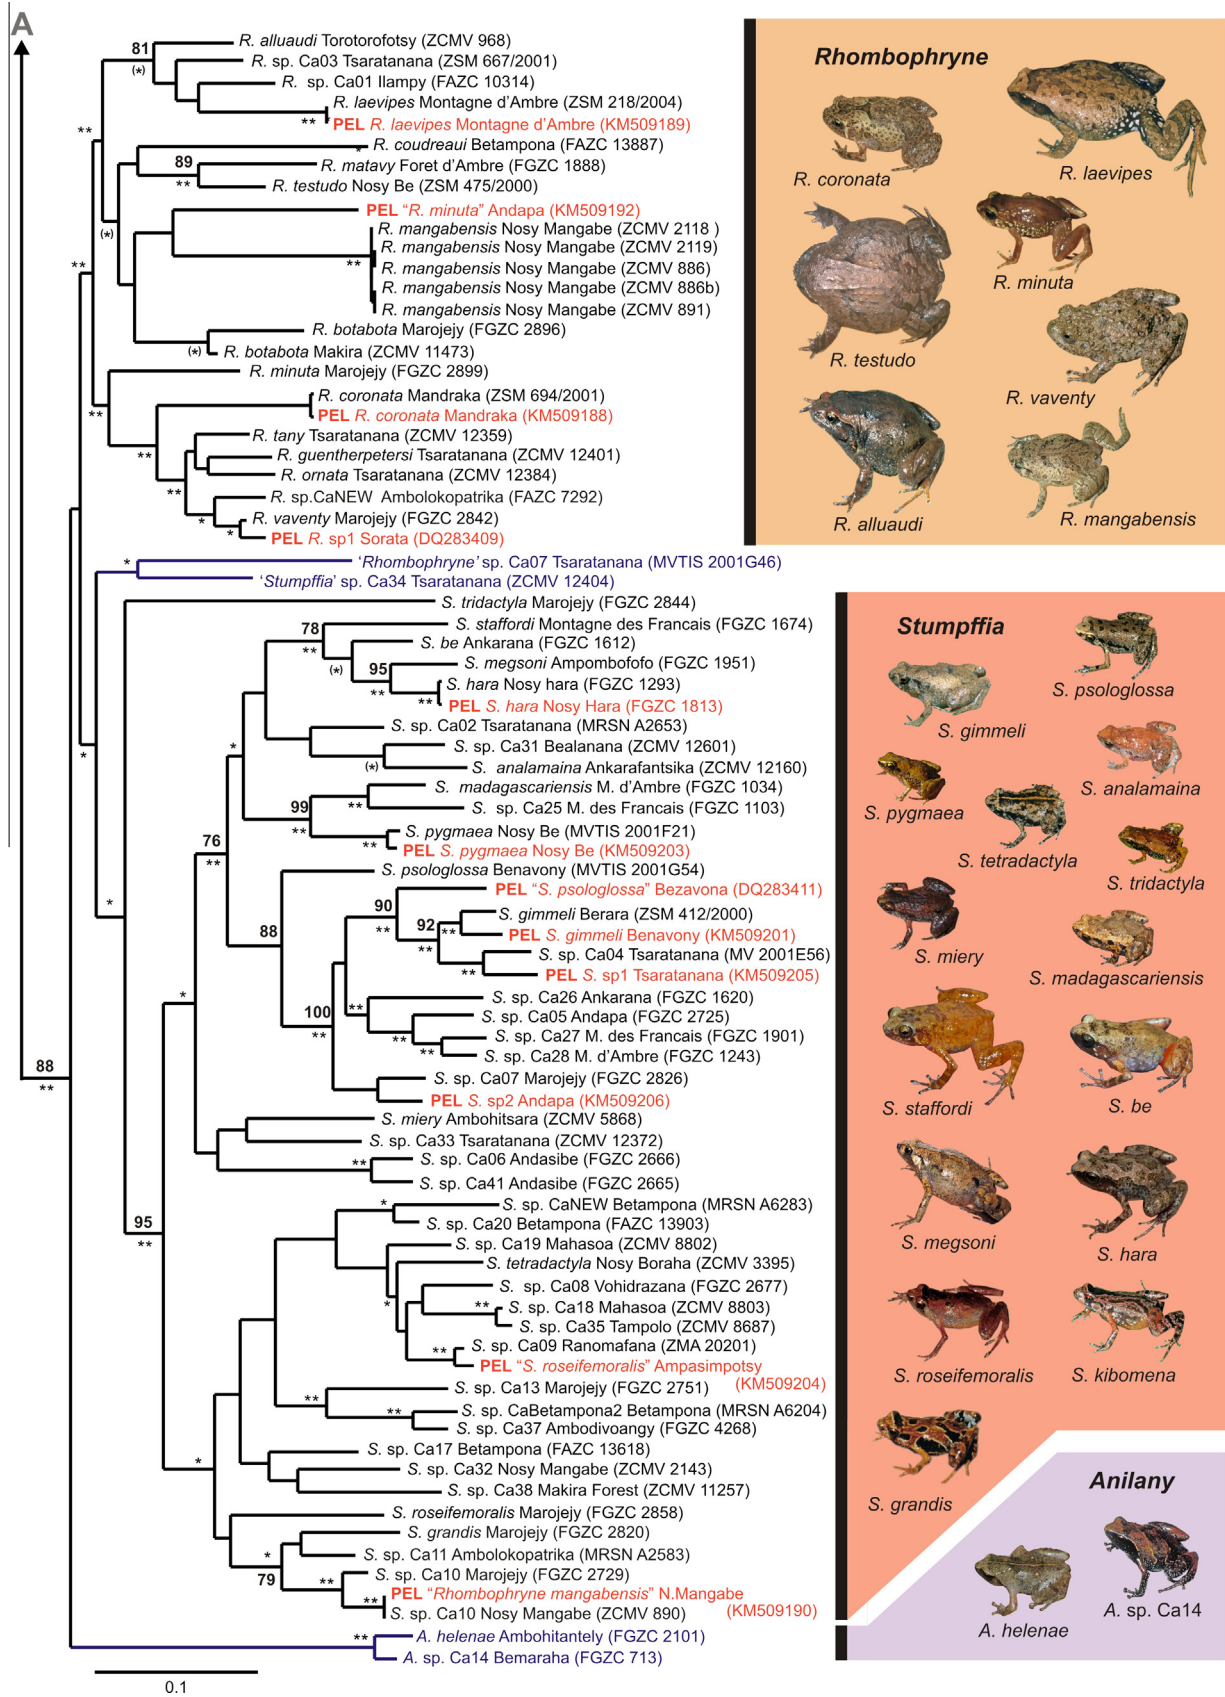 A
R. alluaudi Torotorofotsy (ZCMV 968)
81
(*)
R. sp. Ca03 Tsaratanana (ZSM 667/2001)
R. sp. Ca01 Ilampy (FAZC 10314)
R. laevipes Montagne d'Ambre (ZSM 218/2004)
**
PEL R. laevipes Montagne d'Ambre (KM509189)
**
R. coudreaui Betampona (FAZC 13887)
*
89
R. matavy Foret d'Ambre (FGZC 1888)
**
R. testudo Nosy Be (ZSM 475/2000)
PEL “R. minuta” Andapa (KM509192)
(*)
R. mangabensis Nosy Mangabe (ZCMV 2118 )
R. mangabensis Nosy Mangabe (ZCMV 2119)
**
**
R. mangabensis Nosy Mangabe (ZCMV 886)
R. mangabensis Nosy Mangabe (ZCMV 886b)
R. mangabensis Nosy Mangabe (ZCMV 891)
R. botabota Marojejy (FGZC 2896)
(*)
R. botabota Makira (ZCMV 11473)
R. minuta Marojejy (FGZC 2899)
R. coronata Mandraka (ZSM 694/2001)
**
PEL R. coronata Mandraka (KM509188)
R. tany Tsaratanana (ZCMV 12359)
**
R. guentherpetersi Tsaratanana (ZCMV 12401)
R. ornata Tsaratanana (ZCMV 12384)
**
R. sp.CaNEW Ambolokopatrika (FAZC 7292)
*
R. vaventy Marojejy (FGZC 2842)
*
PEL R. sp1 Sorata (DQ283409)
*
*
‘Rhombophryne’ sp. Ca07 Tsaratanana (MVTIS 2001G46)
‘Stumpffia’ sp. Ca34 Tsaratanana (ZCMV 12404)
S. tridactyla Marojejy (FGZC 2844)
78
S. staffordi Montagne des Francais (FGZC 1674)
**
S. be Ankarana (FGZC 1612)
(*)
95
S. megsoni Ampombofofo (FGZC 1951)
**
S. hara Nosy hara (FGZC 1293)
**
PEL S. hara Nosy Hara (FGZC 1813)
S. sp. Ca02 Tsaratanana (MRSN A2653)
*
S. sp. Ca31 Bealanana (ZCMV 12601)
(*)
S. analamaina Ankarafantsika (ZCMV 12160)
S. madagascariensis M. d'Ambre (FGZC 1034)
99
**
**
S. sp. Ca25 M. des Francais (FGZC 1103)
76
**
S. pygmaea Nosy Be (MVTIS 2001F21)
**
PEL S. pygmaea Nosy Be (KM509203)
S. psologlossa Benavony (MVTIS 2001G54)
*
PEL “S. psologlossa” Bezavona (DQ283411)
90
**
S. gimmeli Berara (ZSM 412/2000)
88
92
**
**
PEL S. gimmeli Benavony (KM509201)
S. sp. Ca04 Tsaratanana (MV 2001E56)
**
PEL S. sp1 Tsaratanana (KM509205)
*
S. sp. Ca26 Ankarana (FGZC 1620)
**
100
**
S. sp. Ca05 Andapa (FGZC 2725)
**
S. sp. Ca27 M. des Francais (FGZC 1901)
**
S. sp. Ca28 M. d'Ambre (FGZC 1243)
88
**
S. sp. Ca07 Marojejy (FGZC 2826)
PEL S. sp2 Andapa (KM509206)
S. miery Ambohitsara (ZCMV 5868)
S. sp. Ca33 Tsaratanana (ZCMV 12372)
S. sp. Ca06 Andasibe (FGZC 2666)
**
S. sp. Ca41 Andasibe (FGZC 2665)
S. sp. CaNEW Betampona (MRSN A6283)
*
95
**
S. sp. Ca20 Betampona (FAZC 13903)
S. sp. Ca19 Mahasoa (ZCMV 8802)
S. tetradactyla Nosy Boraha (ZCMV 3395)
S. sp. Ca08 Vohidrazana (FGZC 2677)
*
**
S. sp. Ca18 Mahasoa (ZCMV 8803)
S. sp. Ca35 Tampolo (ZCMV 8687)
S. sp. Ca09 Ranomafana (ZMA 20201)
**
PEL “S. roseifemoralis” Ampasimpotsy
(KM509204)
S. sp. Ca13 Marojejy (FGZC 2751)
**
**
S. sp. CaBetampona2 Betampona (MRSN A6204)
S. sp. Ca37 Ambodivoangy (FGZC 4268)
S. sp. Ca17 Betampona (FAZC 13618)
*
S. sp. Ca32 Nosy Mangabe (ZCMV 2143)
S. sp. Ca38 Makira Forest (ZCMV 11257)
S. roseifemoralis Marojejy (FGZC 2858)
S. grandis Marojejy (FGZC 2820)
*
79
S. sp. Ca11 Ambolokopatrika (MRSN A2583)
S. sp. Ca10 Marojejy (FGZC 2729)
**
PEL “Rhombophryne mangabensis” N.Mangabe
**
S. sp. Ca10 Nosy Mangabe (ZCMV 890)
(KM509190)
**
A. helenae Ambohitantely (FGZC 2101)
A. sp. Ca14 Bemaraha (FGZC 713)
0.1
Rhombophryne
R. coronata
R. laevipes
R. minuta
R. testudo
R. vaventy
R. alluaudi
R. mangabensis
Stumpffia
S. psologlossa
S. gimmeli
S. analamaina
S. pygmaea
S. tetradactyla
S. tridactyla
S. miery
S. madagascariensis
S. staffordi
S. be
S. megsoni
S. hara
S. roseifemoralis
S. kibomena
S. grandis
Anilany
A. sp. Ca14
A. helenae